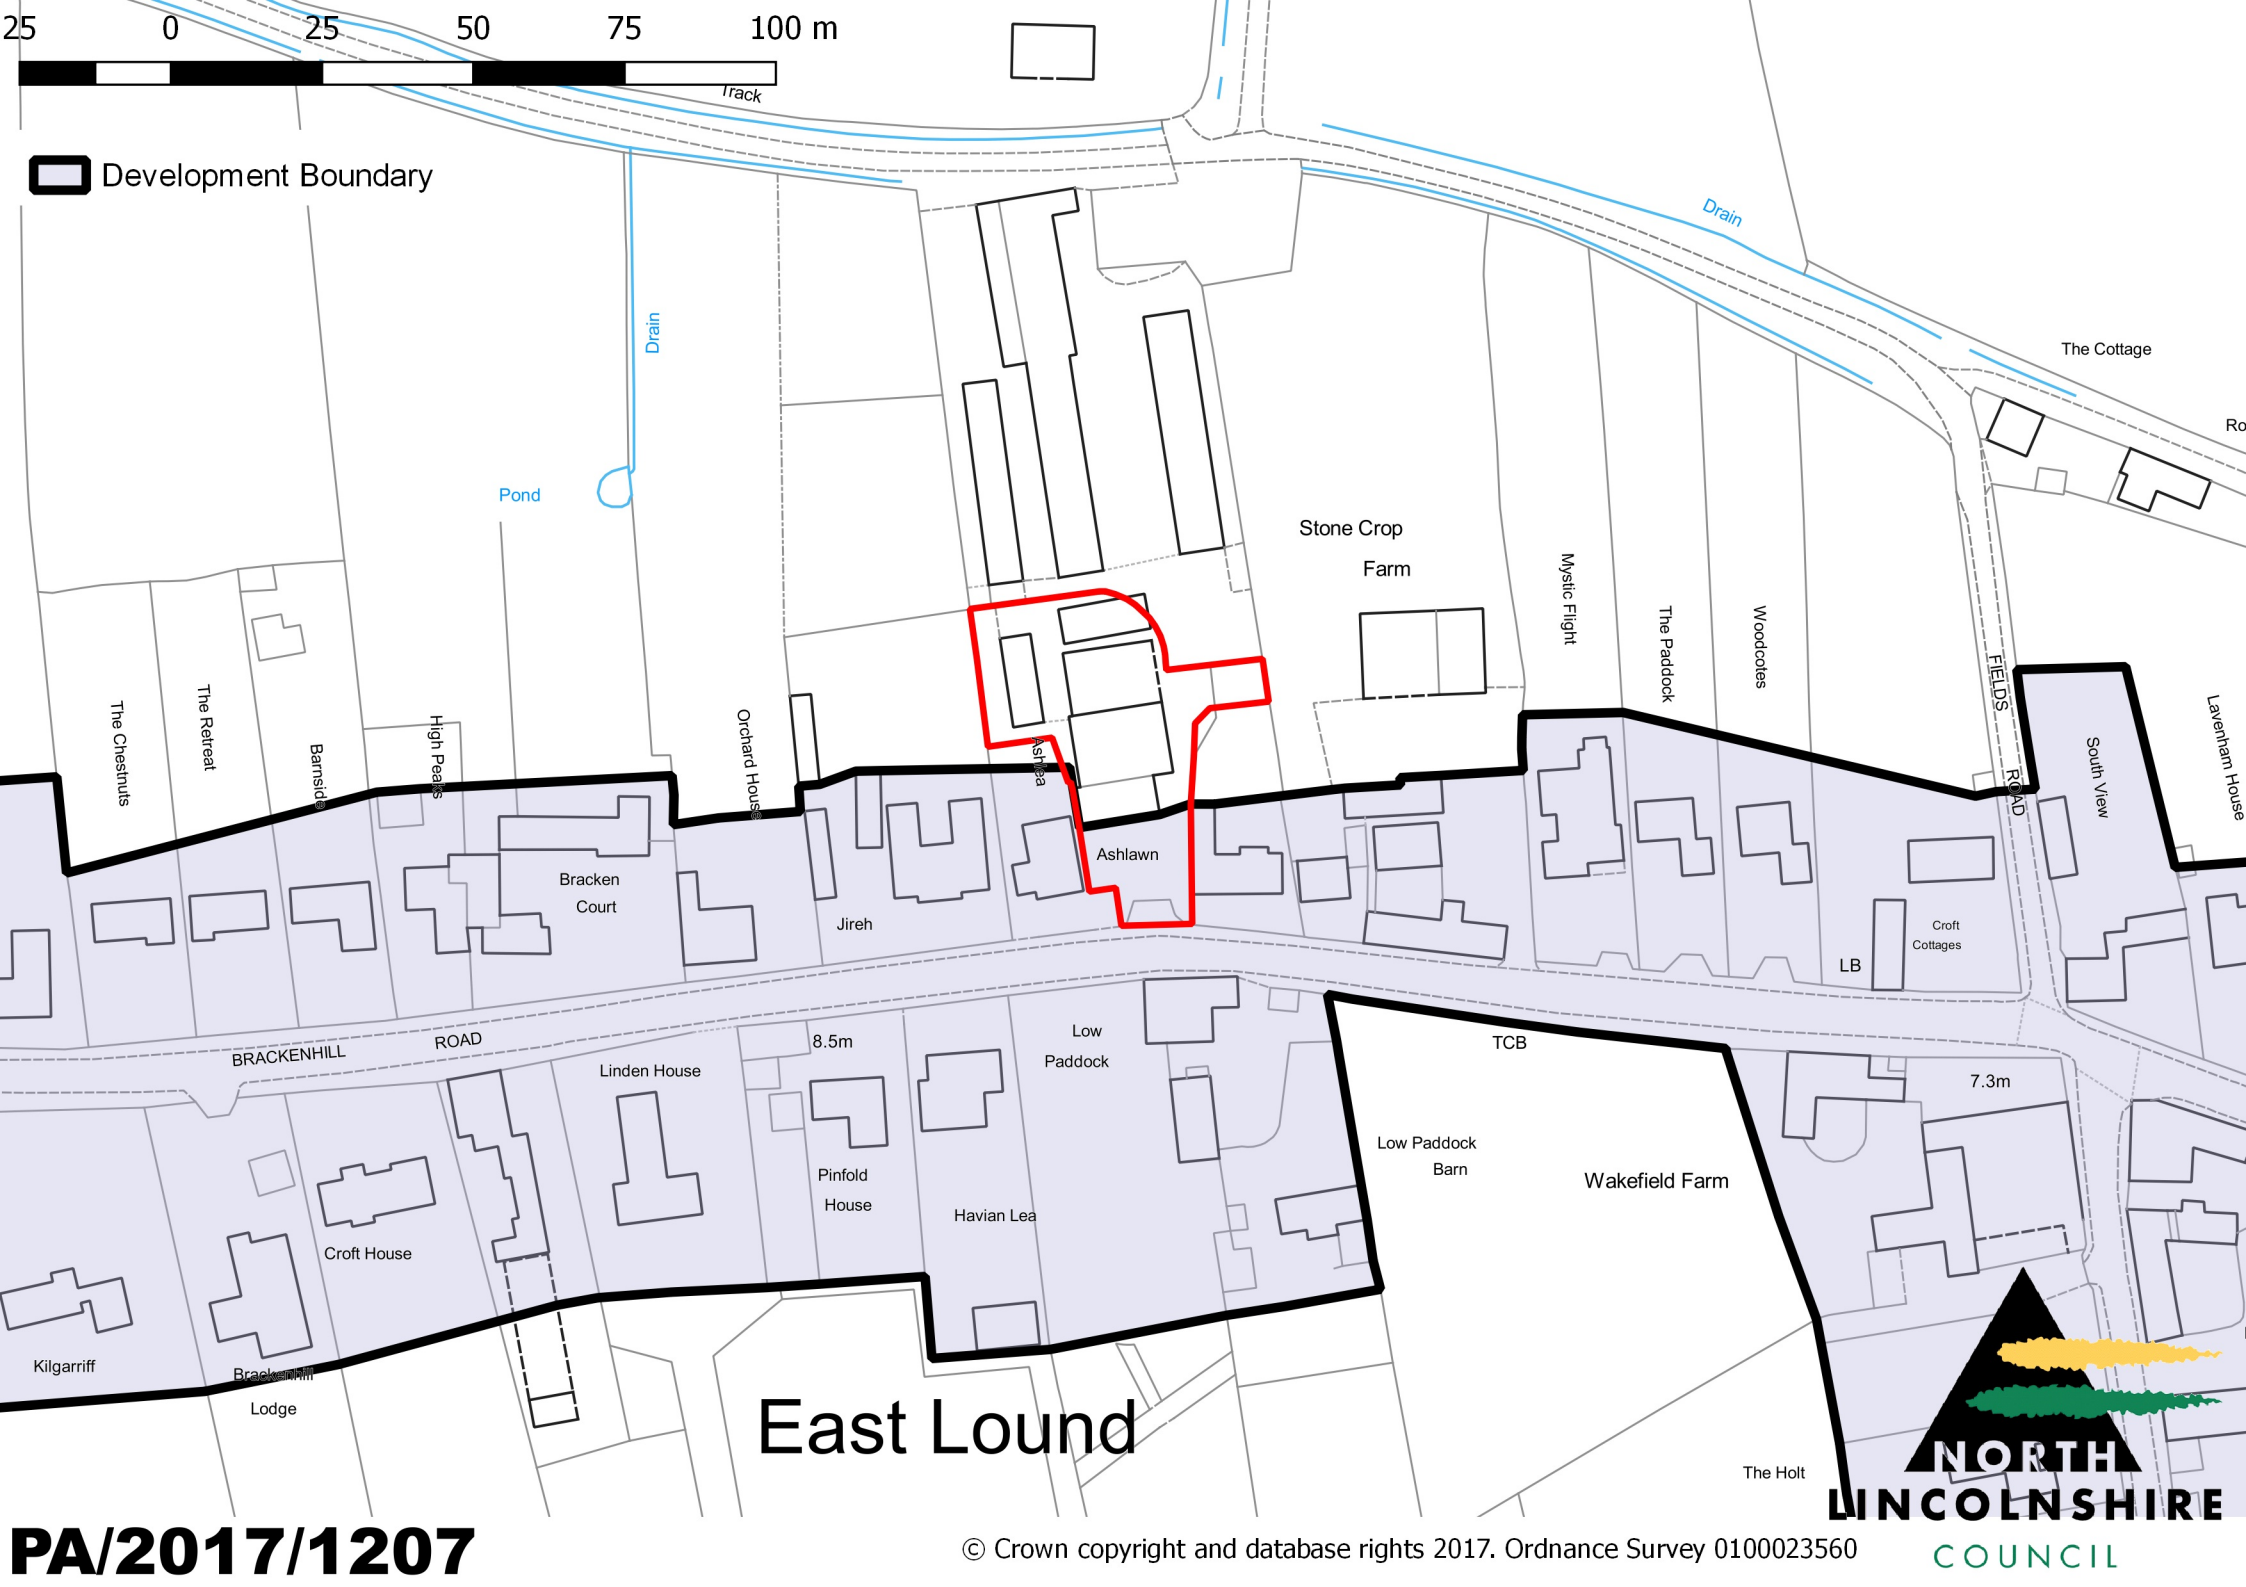 25 0 25 50 75 100 m
Track
Development Boundary
Drain
Drain
The Cottage
Pond
Stone Crop
Farm
Mystic Flight
The Paddock
Woodcotes
FIELDS
ROAD
South View
Lavenham House
The Chestnuts
The Retreat
Barnside
High Peaks
Orchard House
Ashlea
Ashlawn
Bracken
Court
Jireh
LB
Croft
Cottages
BRACKENHILL
ROAD
8.5m
Linden House
Low
Paddock
TCB
7.3m
Low Paddock
Barn
Wakefield Farm
Pinfold
House
Havian Lea
Croft House
Kilgarriff
Brackenhill
Lodge
East Lound
The Holt
NORTH
LINCOLNSHIRE
COUNCIL
PA/2017/1207
© Crown copyright and database rights 2017. Ordnance Survey 0100023560